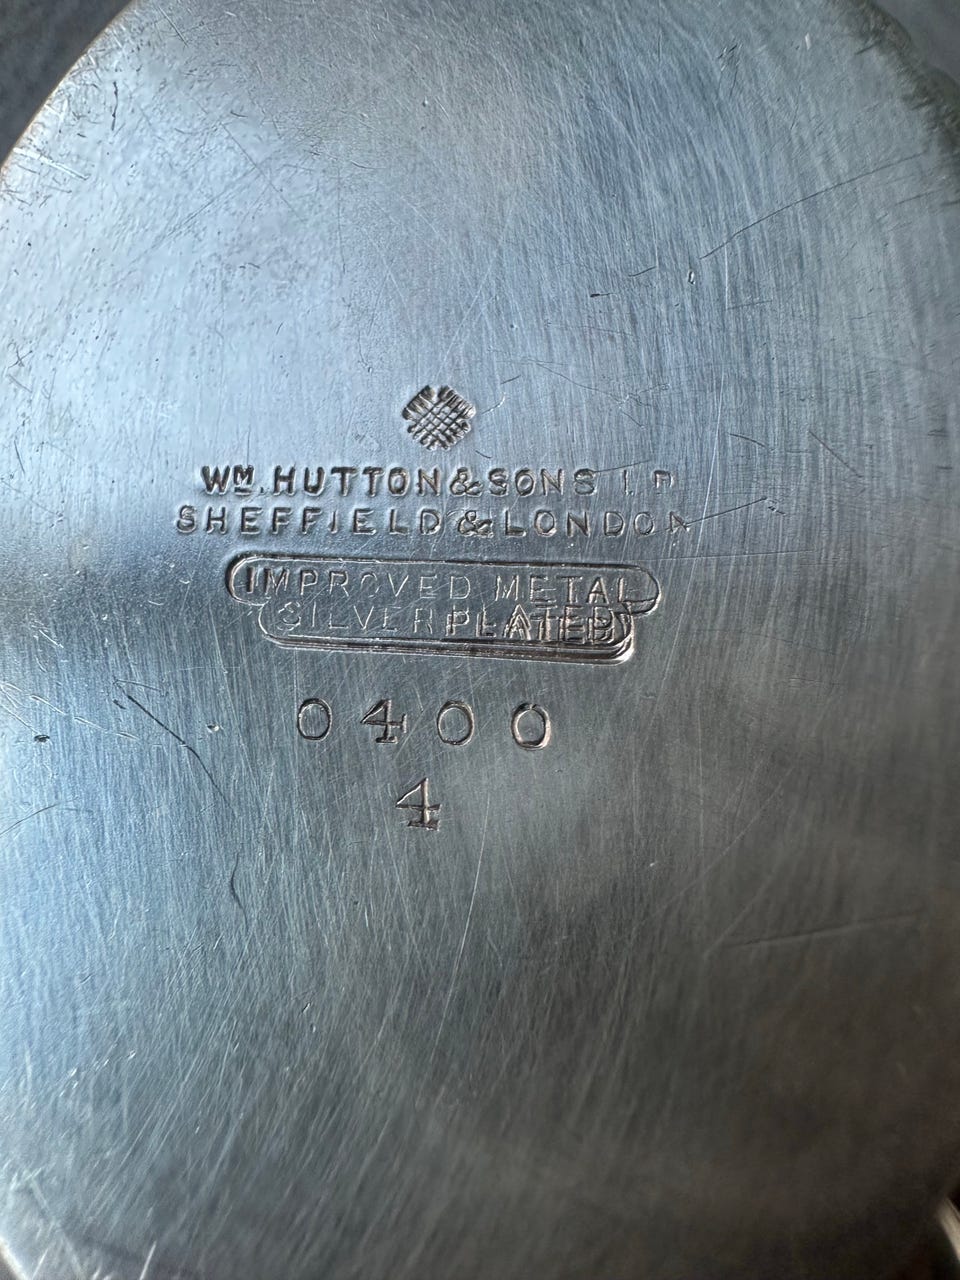 WM. HUTTON & SONS
SHEFFIELD & LONDON
IMPROVED METAL
SILVER PLATED
0400
4